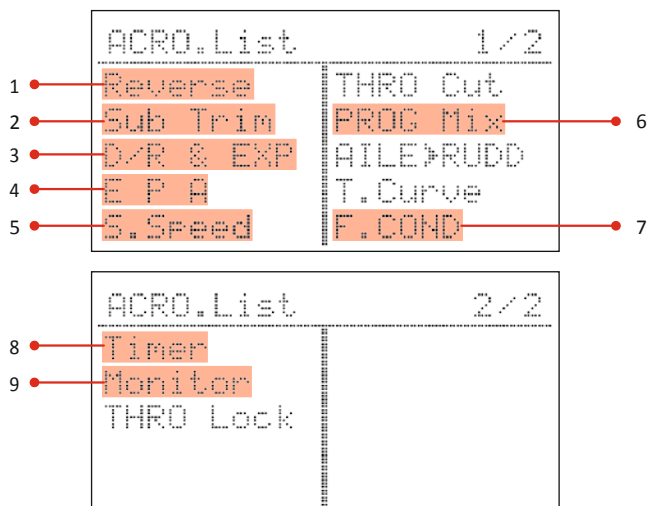 ACRO.List 1/2
1 Reverse THRO Cut
2 Sub Trim PROG Mix 6
3 D/R & EXP AILE➤RUDD
4 E P A T.Curve
5 S.Speed F.COND 7
ACRO.List 2/2
8 Timer
9 Monitor
THRO Lock